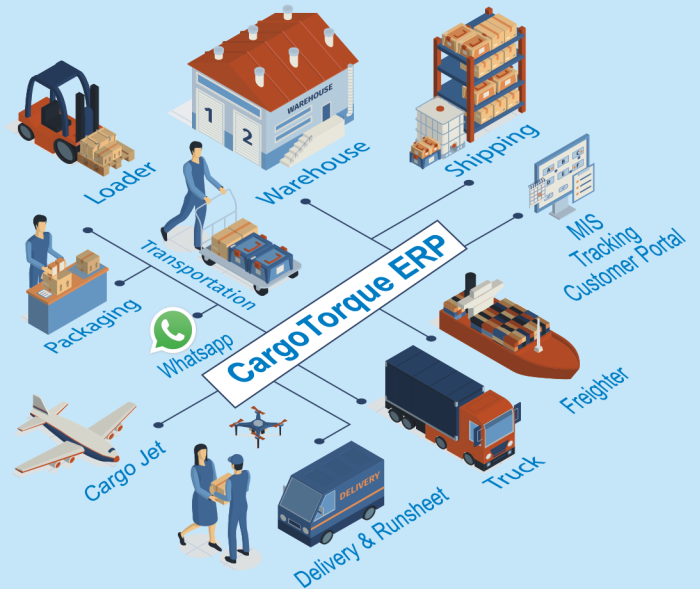 1
2
WAREHOUSE
Loader
Warehouse
Shipping
MIS
Tracking
Customer Portal
Transportation
Packaging
Whatsapp
CargoTorque ERP
Freighter
Cargo Jet
Truck
DELIVERY
Delivery & Runsheet